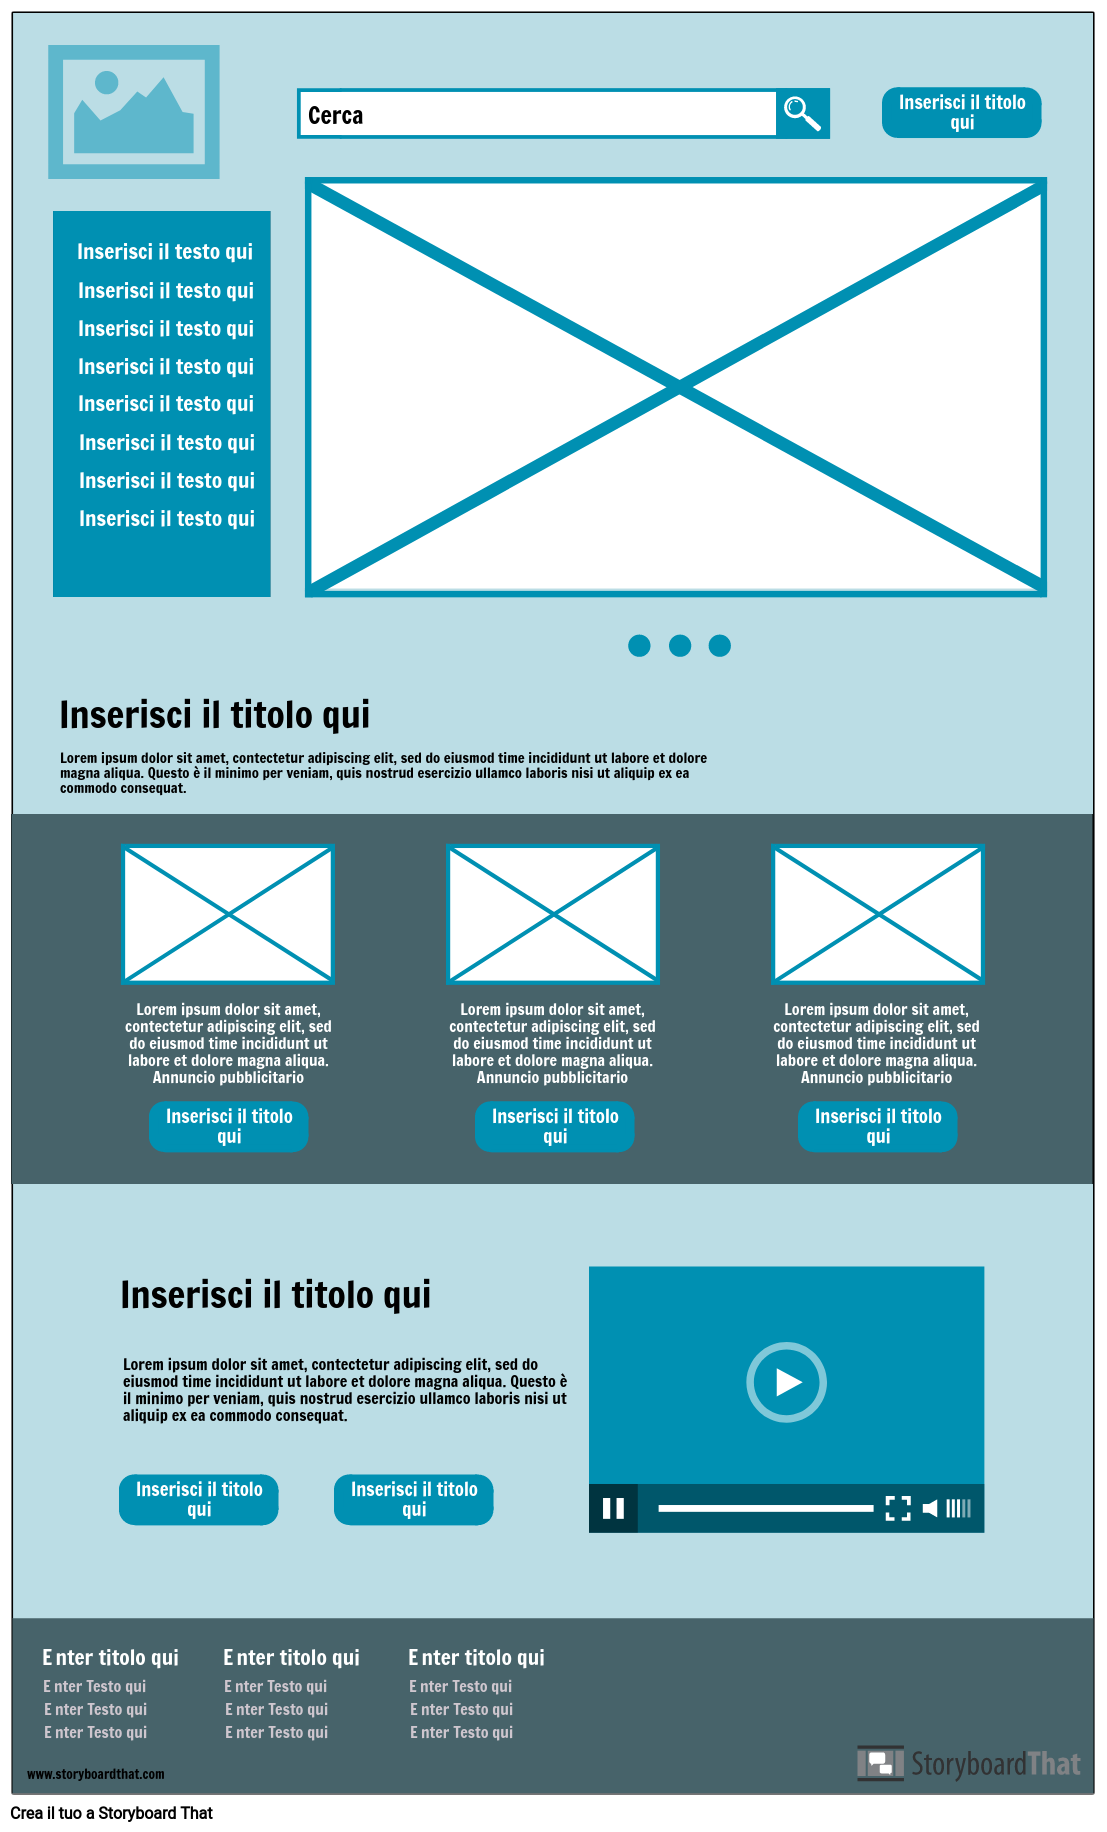 Cerca
Inserisci il titolo
qui
Inserisci il testo qui
Inserisci il testo qui
Inserisci il testo qui
Inserisci il testo qui
Inserisci il testo qui
Inserisci il testo qui
Inserisci il testo qui
Inserisci il testo qui
Inserisci il titolo qui
Lorem ipsum dolor sit amet, contectetur adipiscing elit, sed do eiusmod time incididunt ut labore et dolore
magna aliqua. Questo è il minimo per veniam, quis nostrud esercizio ullamco laboris nisi ut aliquip ex ea
commodo consequat.
Lorem ipsum dolor sit amet,
contectetur adipiscing elit, sed
do eiusmod time incididunt ut
labore et dolore magna aliqua.
Annuncio pubblicitario
Inserisci il titolo
qui
Lorem ipsum dolor sit amet,
contectetur adipiscing elit, sed
do eiusmod time incididunt ut
labore et dolore magna aliqua.
Annuncio pubblicitario
Inserisci il titolo
qui
Lorem ipsum dolor sit amet,
contectetur adipiscing elit, sed
do eiusmod time incididunt ut
labore et dolore magna aliqua.
Annuncio pubblicitario
Inserisci il titolo
qui
Inserisci il titolo qui
Lorem ipsum dolor sit amet, contectetur adipiscing elit, sed do
eiusmod time incididunt ut labore et dolore magna aliqua. Questo è
il minimo per veniam, quis nostrud esercizio ullamco laboris nisi ut
aliquip ex ea commodo consequat.
Inserisci il titolo
qui
Inserisci il titolo
qui
E nter titolo qui
E nter Testo qui
E nter Testo qui
E nter Testo qui
E nter titolo qui
E nter Testo qui
E nter Testo qui
E nter Testo qui
E nter titolo qui
E nter Testo qui
E nter Testo qui
E nter Testo qui
www.storyboardthat.com
StoryboardThat
Crea il tuo a Storyboard That